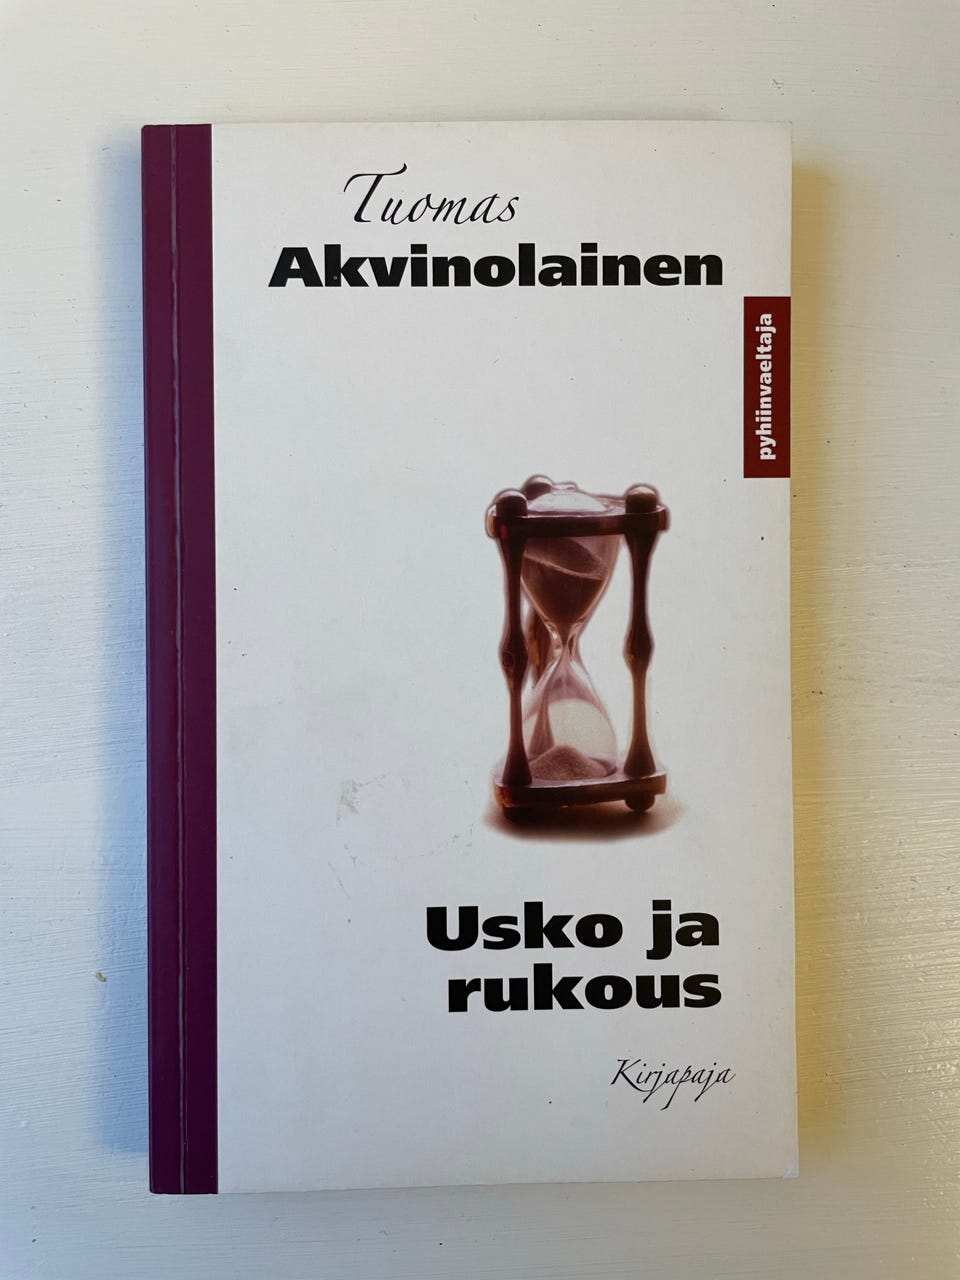 Tuomas
Akvinolainen
pyhiinvaeltaja
Usko ja
rukous
Kirjapaja